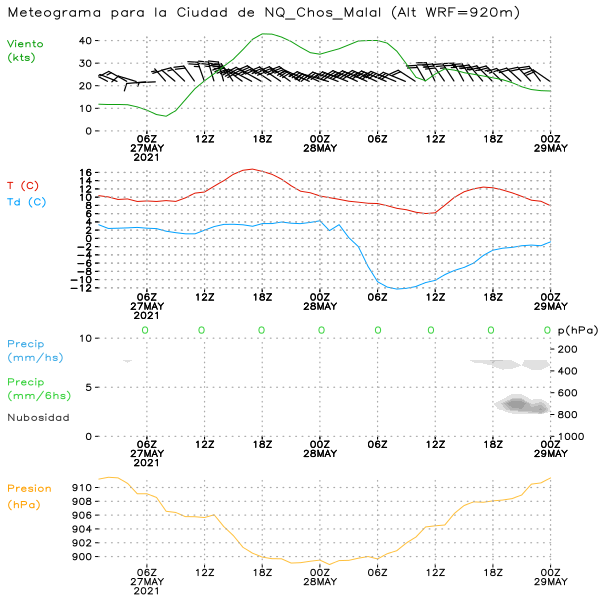 Meteograma para la Ciudad de NQ_Chos_Malal (Alt WRF=920m)
Viento
(kts)
40
30
20
10
0
06Z 12Z 18Z 00Z 06Z 12Z 18Z 00Z
27MAY 28MAY 29MAY
2021
T (C)
Td (C)
16
14
12
10
8
6
4
2
0
−2
−4
−6
−8
−10
−12
06Z 12Z 18Z 00Z 06Z 12Z 18Z 00Z
27MAY 28MAY 29MAY
2021
0 0 0 0 0 0 0 0 p(hPa)
Precip
(mm/hs)
Precip
(mm/6hs)
Nubosidad
10
5
0
200
400
600
800
1000
06Z 12Z 18Z 00Z 06Z 12Z 18Z 00Z
27MAY 28MAY 29MAY
2021
Presion
(hPa)
910
908
906
904
902
900
06Z 12Z 18Z 00Z 06Z 12Z 18Z 00Z
27MAY 28MAY 29MAY
2021